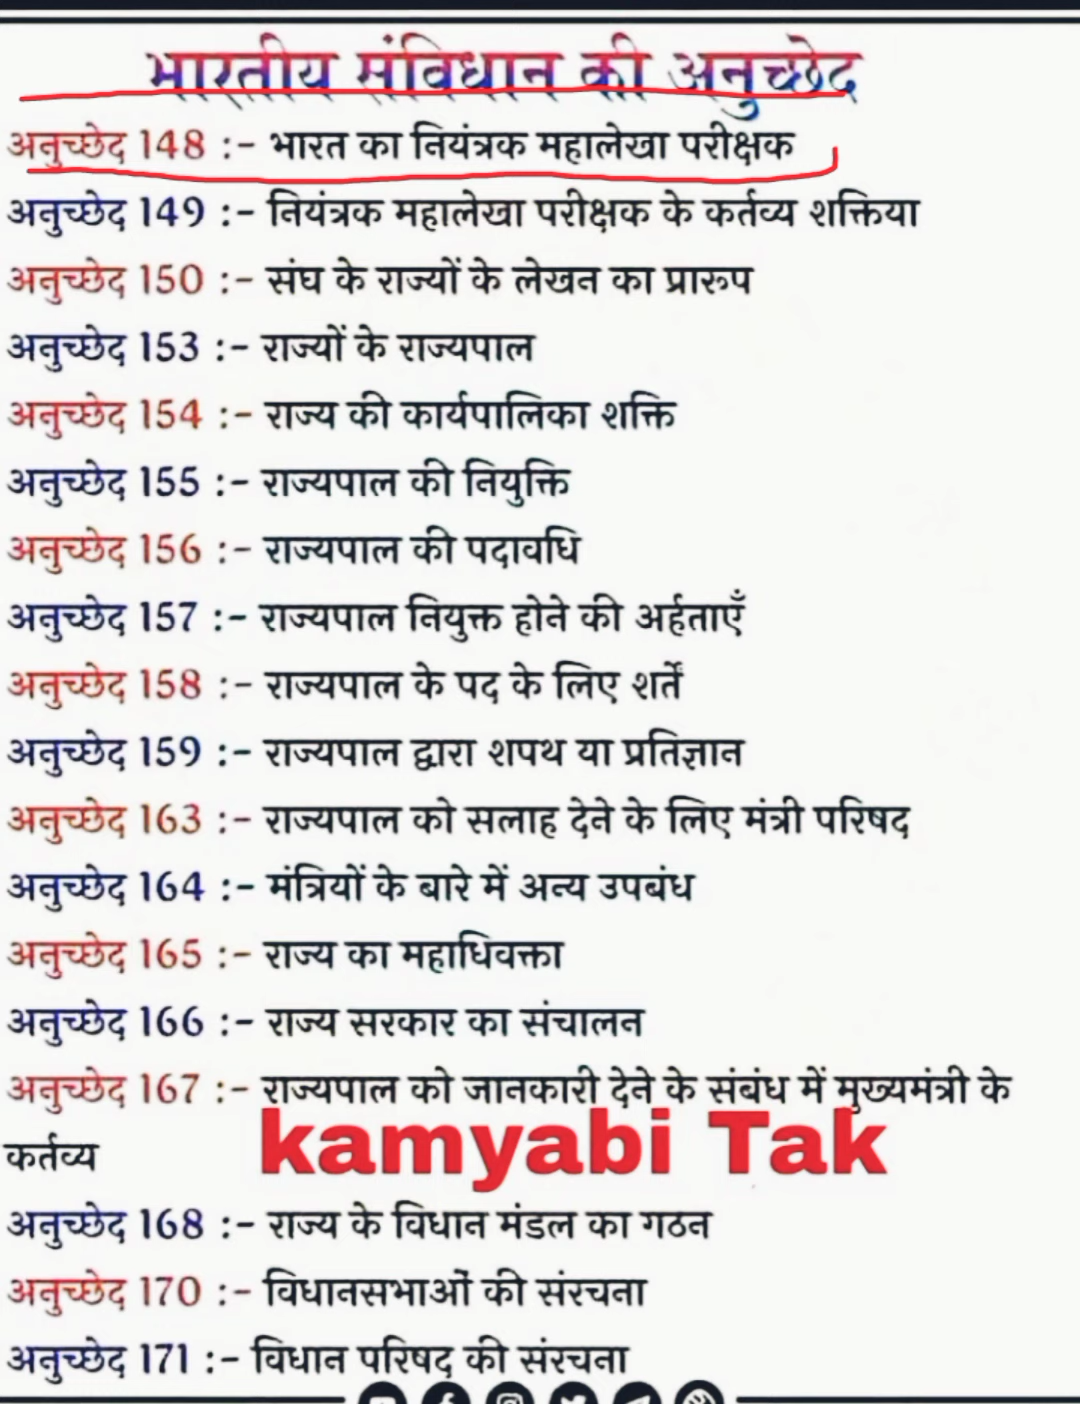 भारतीय संविधान की अनुच्छेद
अनुच्छेद 148 :- भारत का नियंत्रक महालेखा परीक्षक
अनुच्छेद 149 :- नियंत्रक महालेखा परीक्षक के कर्तव्य शक्तिया
अनुच्छेद 150 :- संघ के राज्यों के लेखन का प्रारूप
अनुच्छेद 153 :- राज्यों के राज्यपाल
अनुच्छेद 154 :- राज्य की कार्यपालिका शक्ति
अनुच्छेद 155 :- राज्यपाल की नियुक्ति
अनुच्छेद 156 :- राज्यपाल की पदावधि
अनुच्छेद 157 :- राज्यपाल नियुक्त होने की अर्हताएँ
अनुच्छेद 158 :- राज्यपाल के पद के लिए शर्तें
अनुच्छेद 159 :- राज्यपाल द्वारा शपथ या प्रतिज्ञान
अनुच्छेद 163 :- राज्यपाल को सलाह देने के लिए मंत्री परिषद
अनुच्छेद 164 :- मंत्रियों के बारे में अन्य उपबंध
अनुच्छेद 165 :- राज्य का महाधिवक्ता
अनुच्छेद 166 :- राज्य सरकार का संचालन
अनुच्छेद 167 :- राज्यपाल को जानकारी देने के संबंध में मुख्यमंत्री के
कर्तव्य
kamyabi Tak
अनुच्छेद 168 :- राज्य के विधान मंडल का गठन
अनुच्छेद 170 :- विधानसभाओं की संरचना
अनुच्छेद 171 :- विधान परिषद की संरचना